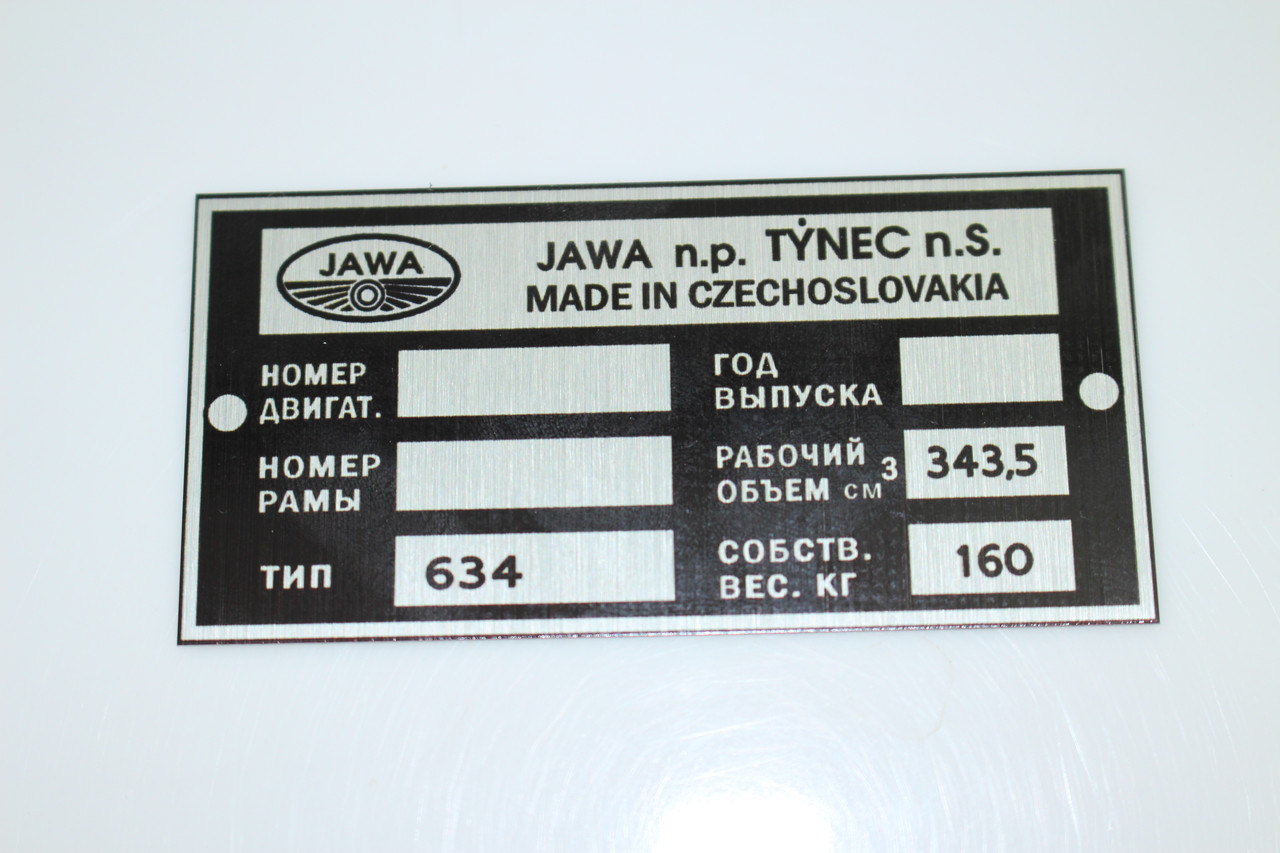 JAWA
JAWA n.p. TẎNEC n.S.
MADE IN CZECHOSLOVAKIA
НОМЕР
ДВИГАТ.
ГОД
ВЫПУСКА
НОМЕР
РАМЫ
РАБОЧИЙ
ОБЪЕМ см³ 343,5
ТИП 634
СОБСТВ.
ВЕС. КГ 160